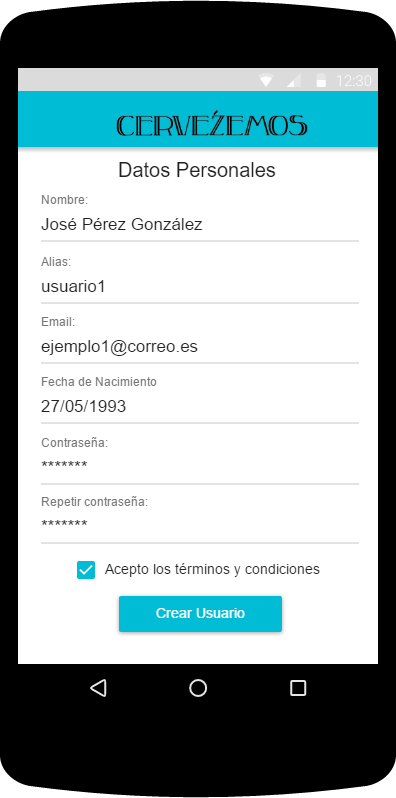 12:30
CERVEŹEMOS
Datos Personales
Nombre:
José Pérez González
Alias:
usuario1
Email:
ejemplo1@correo.es
Fecha de Nacimiento
27/05/1993
Contraseña:
*******
Repetir contraseña:
*******
Acepto los términos y condiciones
Crear Usuario